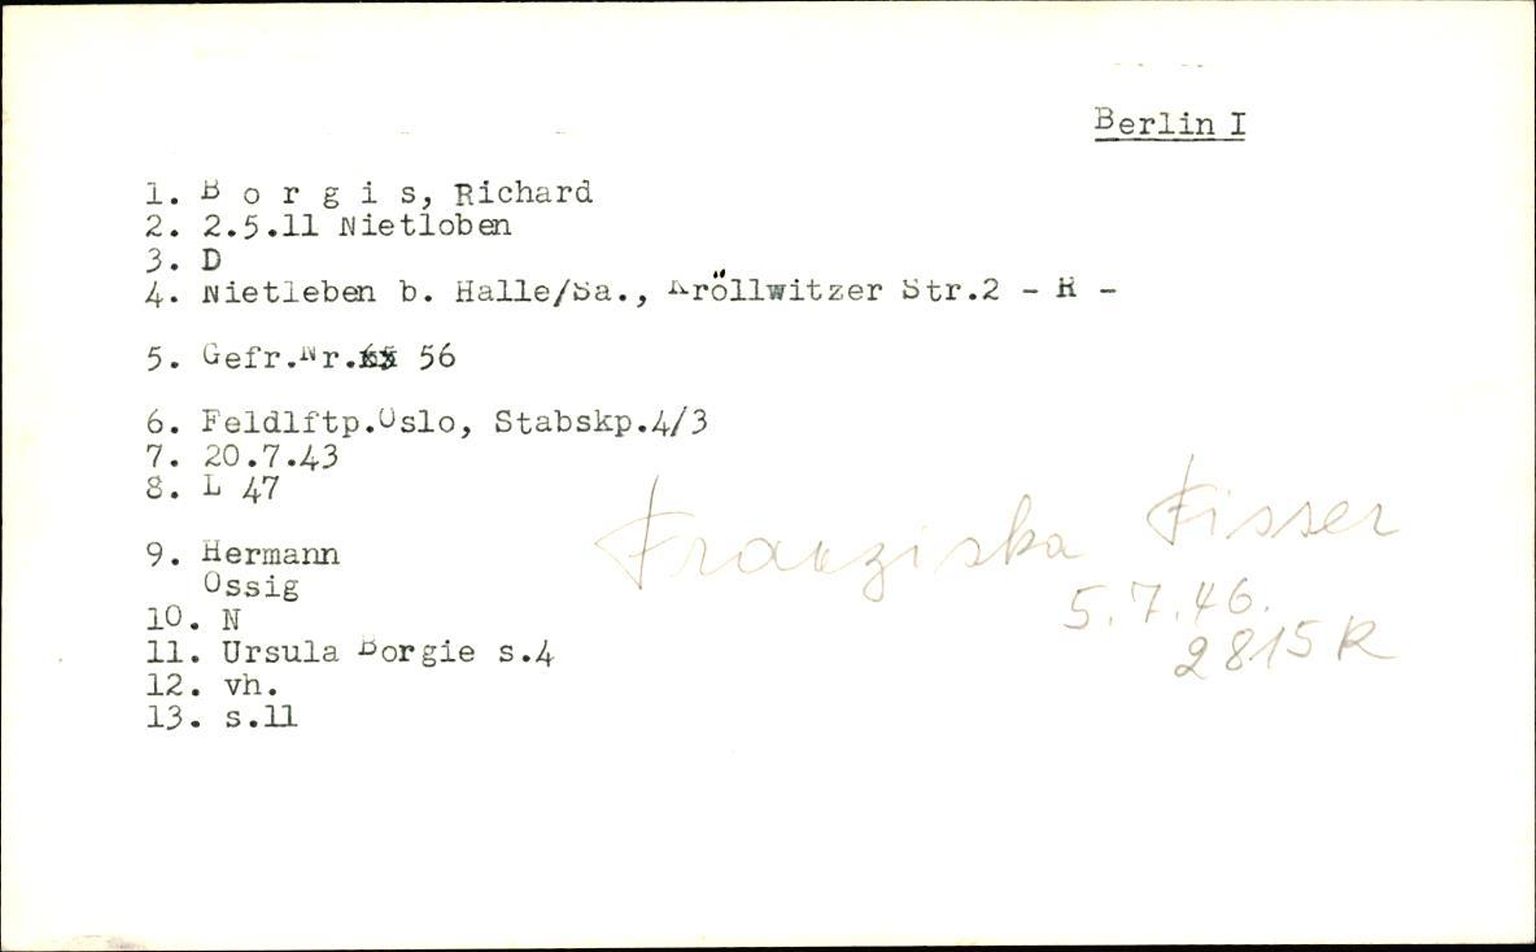 Berlin I
1. B o r g i s, Richard
2. 2.5.11 Nietloben
3. D
4. Nietleben b. Halle/Sa., Kröllwitzer Str.2 - R -
5. Gefr.Nr. 56
6. Feldlftp.Oslo, Stabskp.4/3
7. 20.7.43
8. L 47
9. Hermann
Ossig
10. N
11. Ursula Borgie s.4
12. vh.
13. s.11
Franziska Fisser
5.7.46.
2815 R